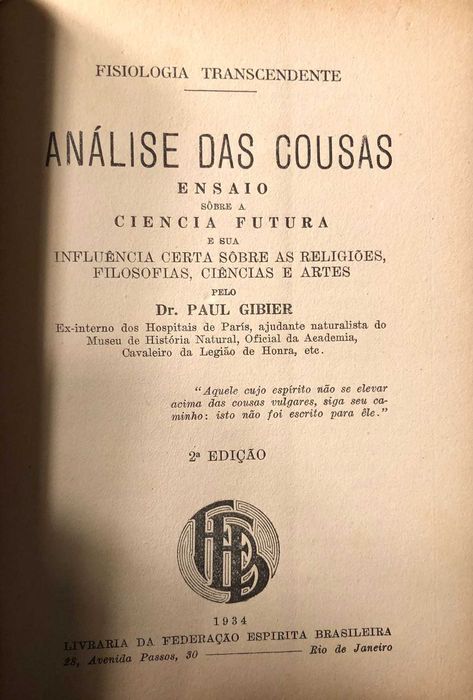 FISIOLOGIA TRANSCENDENTE
ANÁLISE DAS COUSAS
ENSAIO
SÔBRE A
CIENCIA FUTURA
E SUA
INFLUÊNCIA CERTA SÔBRE AS RELIGIÕES,
FILOSOFIAS, CIÊNCIAS E ARTES
PELO
Dr. PAUL GIBIER
Ex-interno dos Hospitais de París, ajudante naturalista do
Museu de História Natural, Oficial da Academia,
Cavaleiro da Legião de Honra, etc.
"Aquele cujo espírito não se elevar
acima das cousas vulgares, siga seu ca-
minho: isto não foi escrito para êle."
2ª EDIÇÃO
FEB
1934
LIVRARIA DA FEDERAÇÃO ESPIRITA BRASILEIRA
28, Avenida Passos, 30 — Rio de Janeiro